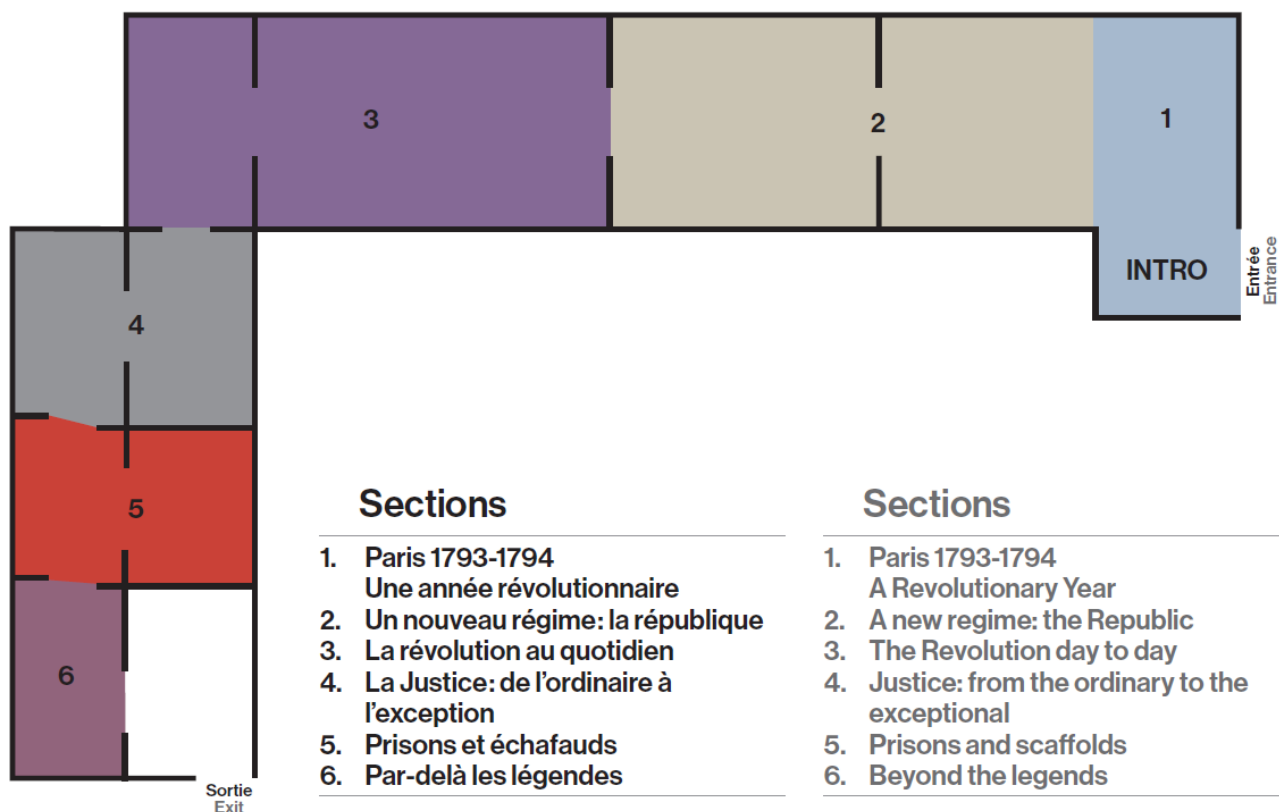 3
2
1
INTRO
Entrée
Entrance
4
5
6
Sortie
Exit
Sections
1. Paris 1793-1794
Une année révolutionnaire
2. Un nouveau régime: la république
3. La révolution au quotidien
4. La Justice: de l'ordinaire à
l'exception
5. Prisons et échafauds
6. Par-delà les légendes
Sections
1. Paris 1793-1794
A Revolutionary Year
2. A new regime: the Republic
3. The Revolution day to day
4. Justice: from the ordinary to the
exceptional
5. Prisons and scaffolds
6. Beyond the legends